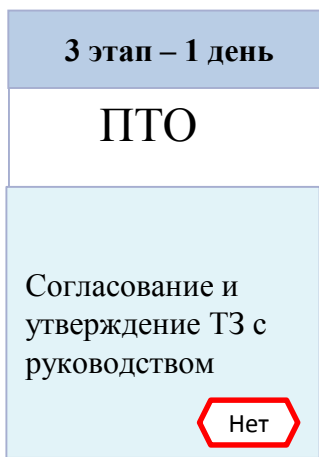 3 этап – 1 день
ПТО
Согласование и
утверждение ТЗ с
руководством
Нет